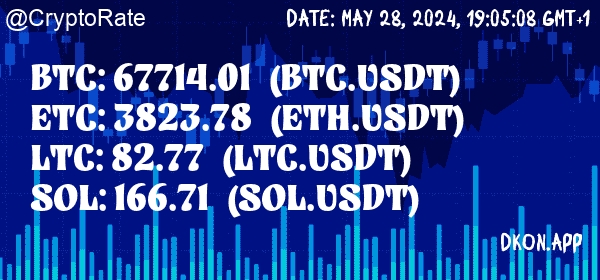 @CryptoRate
DATE: MAY 28, 2024, 19:05:08 GMT+1
BTC: 67714.01 (BTC.USDT)
ETC: 3823.78 (ETH.USDT)
LTC: 82.77 (LTC.USDT)
SOL: 166.71 (SOL.USDT)
DKON.APP